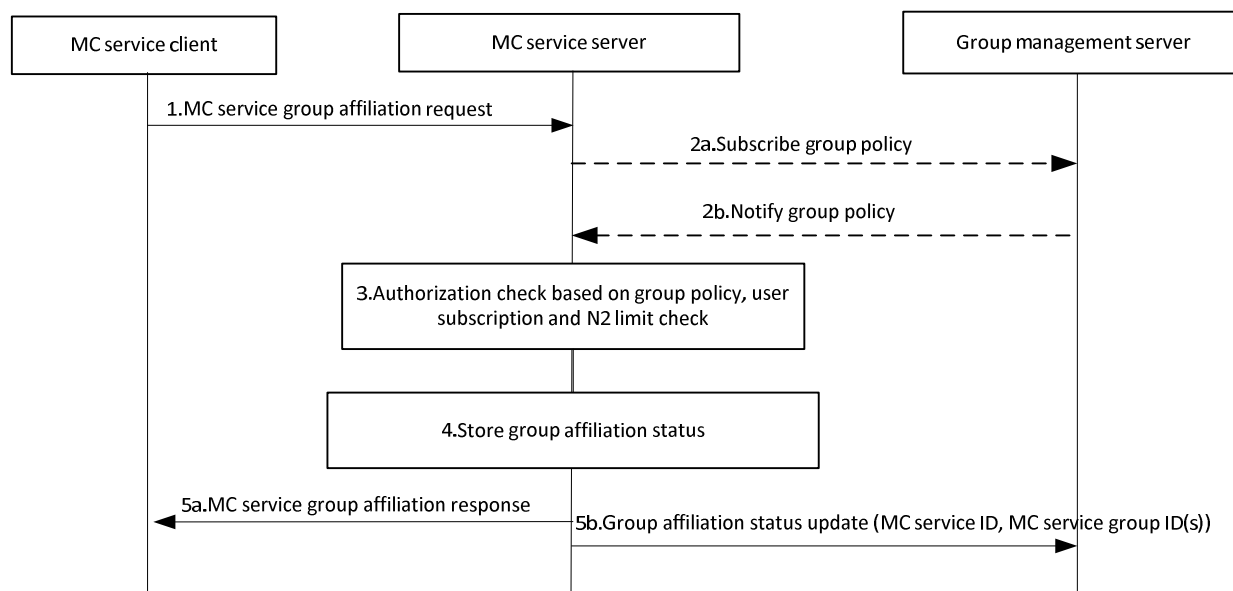 MC service client
MC service server
Group management server
1.MC service group affiliation request
2a.Subscribe group policy
2b.Notify group policy
3.Authorization check based on group policy, user
subscription and N2 limit check
4.Store group affiliation status
5a.MC service group affiliation response
5b.Group affiliation status update (MC service ID, MC service group ID(s))